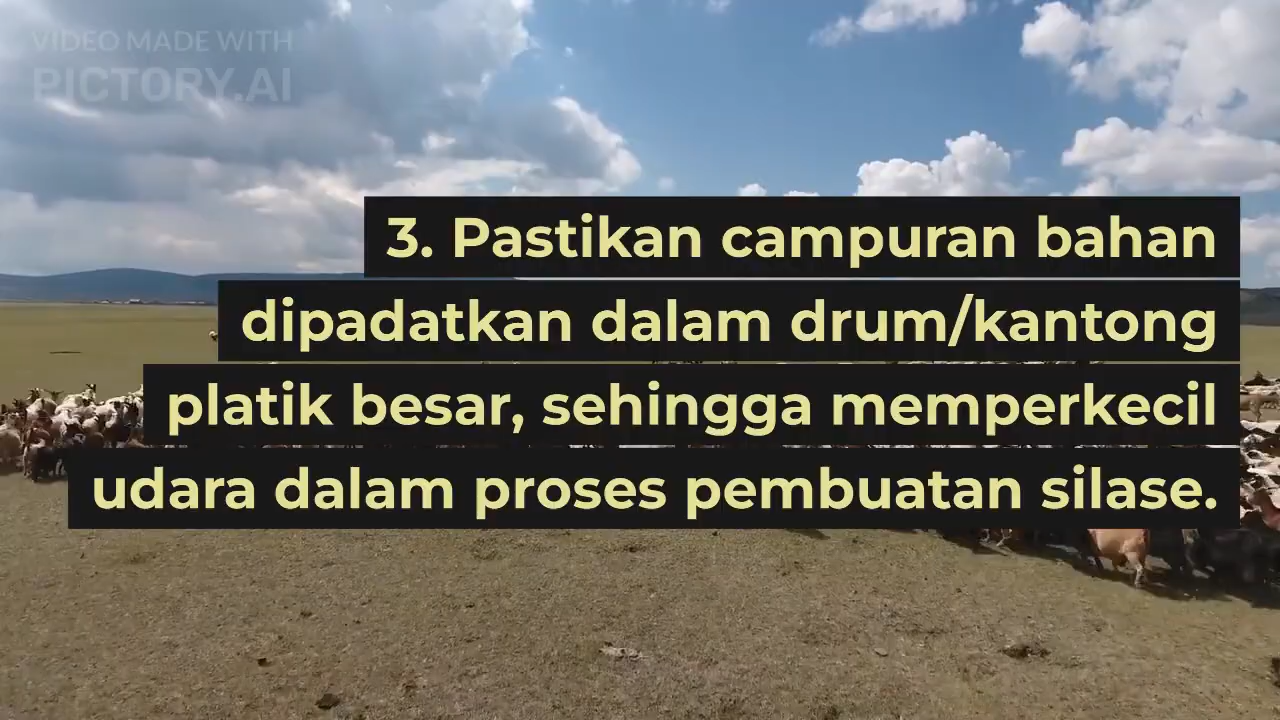 VIDEO MADE WITH
PICTORY.AI
3. Pastikan campuran bahan
dipadatkan dalam drum/kantong
platik besar, sehingga memperkecil
udara dalam proses pembuatan silase.